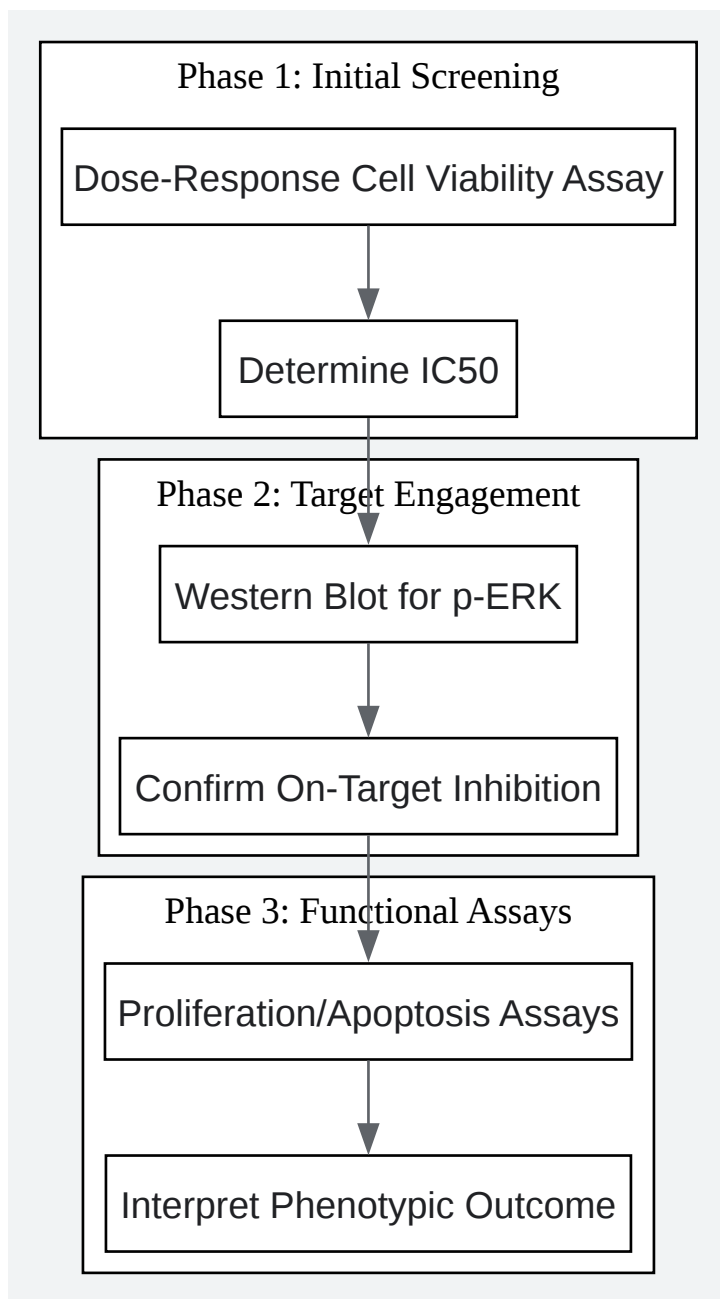 Phase 1: Initial Screening
Dose-Response Cell Viability Assay
Determine IC50
Phase 2: Target Engagement
Western Blot for p-ERK
Confirm On-Target Inhibition
Phase 3: Functional Assays
Proliferation/Apoptosis Assays
Interpret Phenotypic Outcome